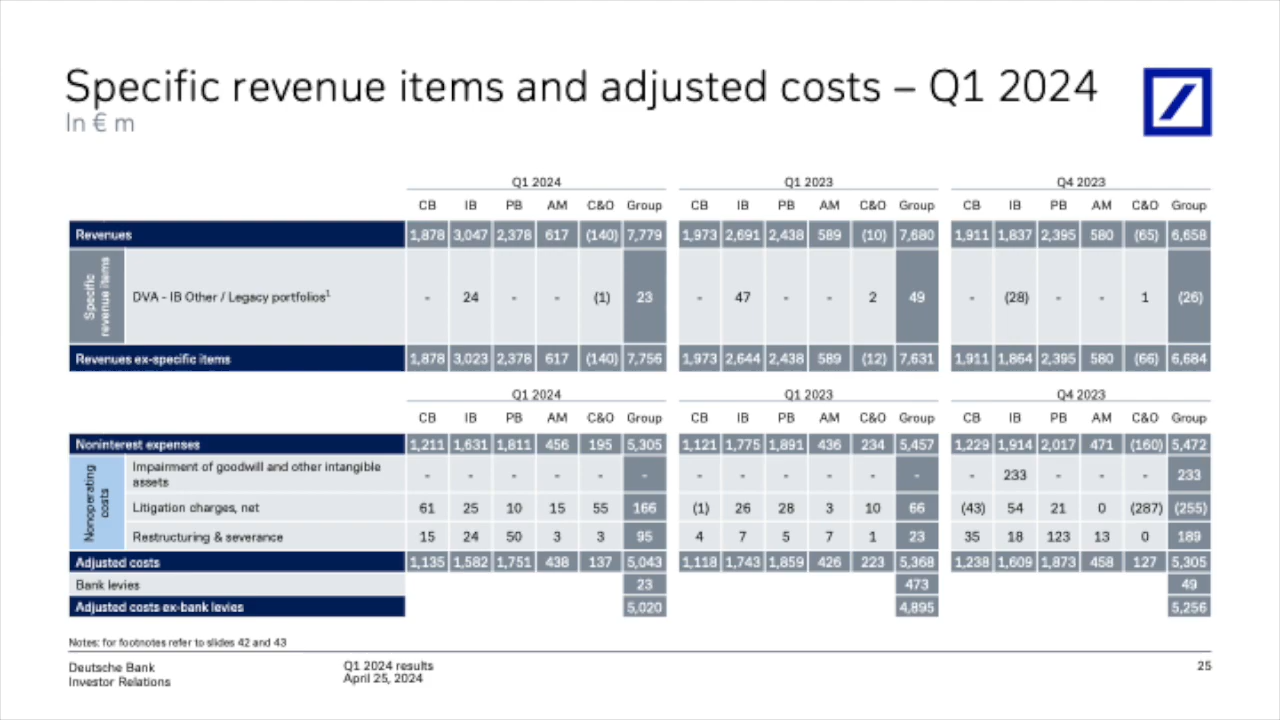 Specific revenue items and adjusted costs – Q1 2024
In € m
Q1 2024 Q1 2023 Q4 2023
CB IB PB AM C&O Group CB IB PB AM C&O Group CB IB PB AM C&O Group
Revenues 1,878 3,047 2,378 617 (140) 7,779 1,973 2,691 2,438 589 (10) 7,680 1,911 1,837 2,395 580 (65) 6,658
Specific revenue items
DVA - IB Other / Legacy portfolios¹ - 24 - - (1) 23 - 47 - - 2 49 - (28) - - 1 (26)
Revenues ex-specific items 1,878 3,023 2,378 617 (140) 7,756 1,973 2,644 2,438 589 (12) 7,631 1,911 1,864 2,395 580 (66) 6,684
Q1 2024 Q1 2023 Q4 2023
CB IB PB AM C&O Group CB IB PB AM C&O Group CB IB PB AM C&O Group
Noninterest expenses 1,211 1,631 1,811 456 195 5,305 1,121 1,775 1,891 436 234 5,457 1,229 1,914 2,017 471 (160) 5,472
Nonoperating costs
Impairment of goodwill and other intangible
assets - - - - - - - - - - - - - 233 - - - 233
Litigation charges, net 61 25 10 15 55 166 (1) 26 28 3 10 66 (43) 54 21 0 (287) (255)
Restructuring & severance 15 24 50 3 3 95 4 7 5 7 1 23 35 18 123 13 0 189
Adjusted costs 1,135 1,582 1,751 438 137 5,043 1,118 1,743 1,859 426 223 5,368 1,238 1,609 1,873 458 127 5,305
Bank levies 23 473 49
Adjusted costs ex-bank levies 5,020 4,895 5,256
Notes: for footnotes refer to slides 42 and 43
Deutsche Bank
Investor Relations
Q1 2024 results
April 25, 2024
25